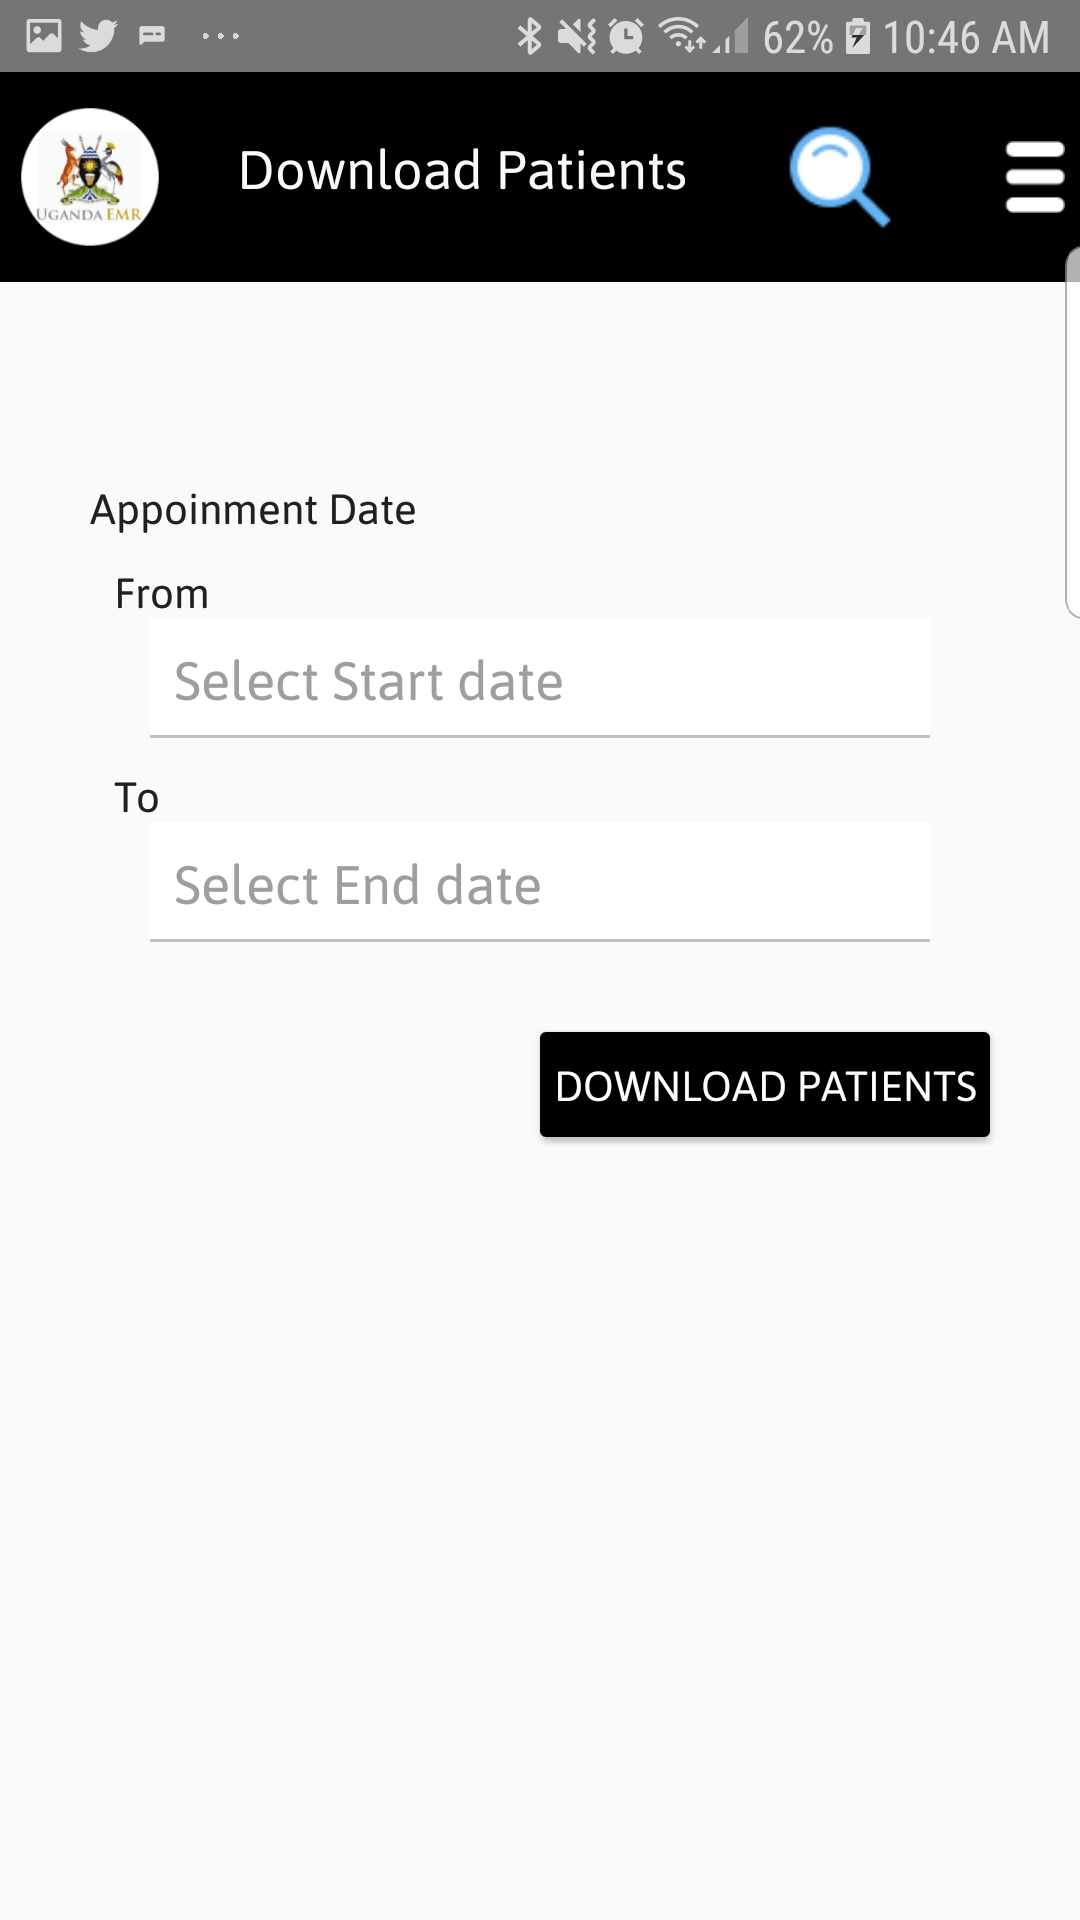 62% 10:46 AM
UGANDA EMR
Download Patients
Appoinment Date
From
Select Start date
To
Select End date
DOWNLOAD PATIENTS